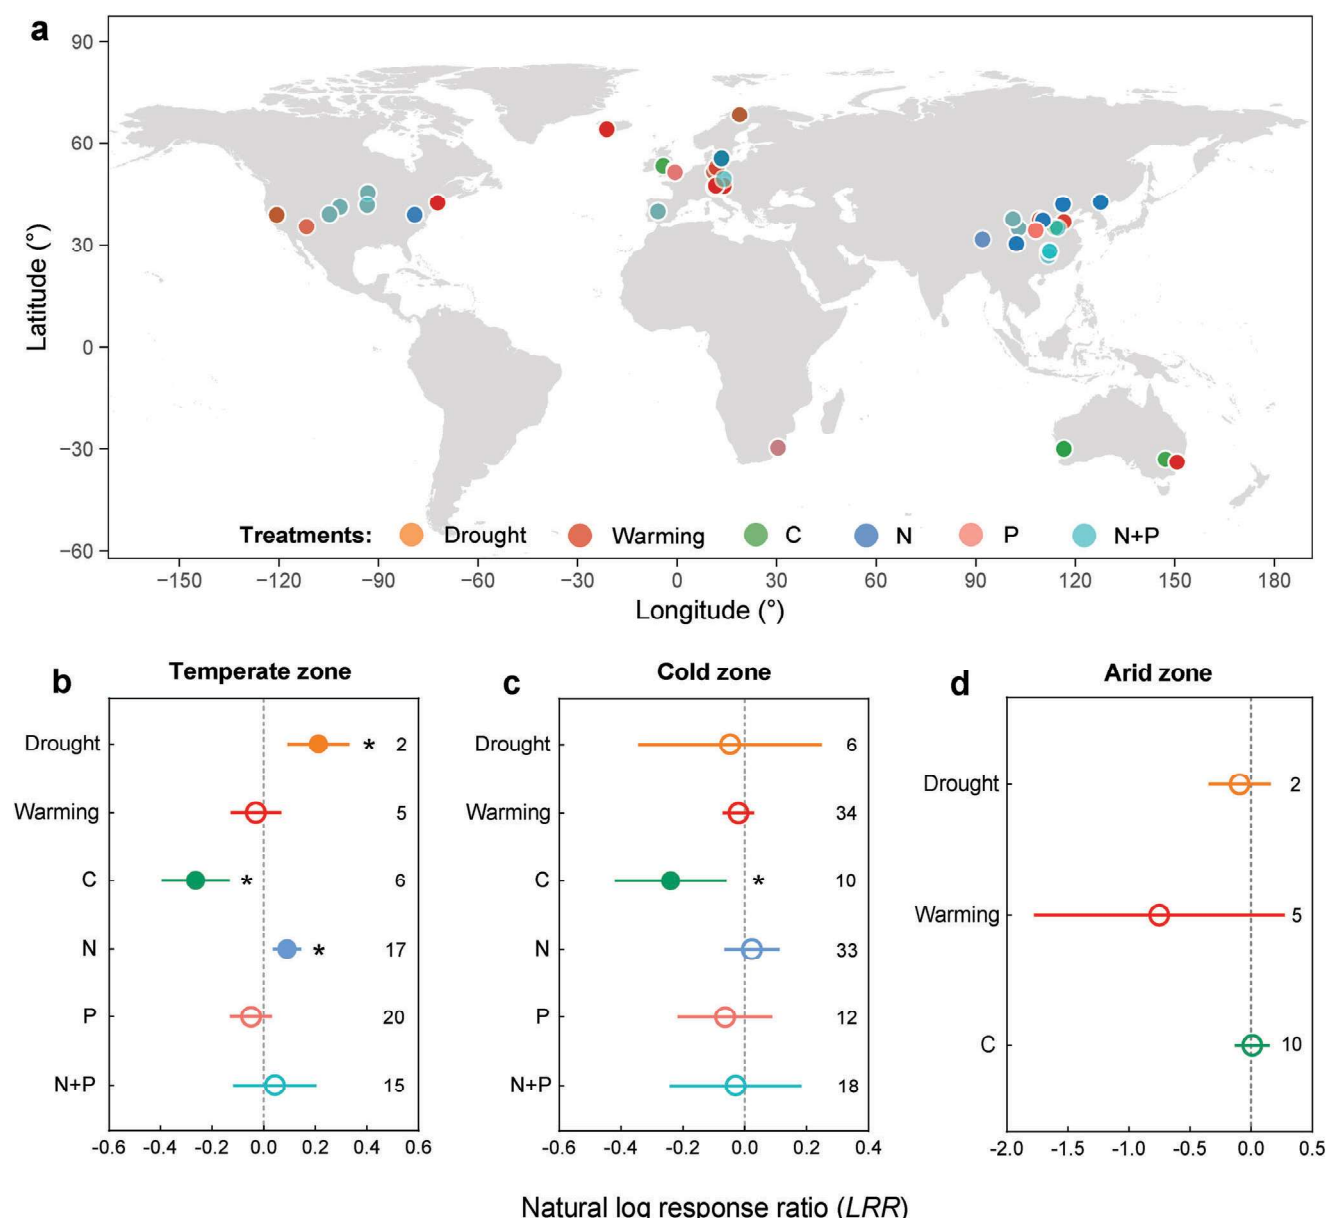 a
90
60
30
0
−30
−60
Latitude (°)
Treatments: Drought Warming C N P N+P
−150 −120 −90 −60 −30 0 30 60 90 120 150 180
Longitude (°)
b Temperate zone
Drought * 2
Warming 5
C * 6
N * 17
P 20
N+P 15
-0.6 -0.4 -0.2 0.0 0.2 0.4 0.6
c Cold zone
Drought 6
Warming 34
C * 10
N 33
P 12
N+P 18
-0.6 -0.4 -0.2 0.0 0.2 0.4
d Arid zone
Drought 2
Warming 5
C 10
-2.0 -1.5 -1.0 -0.5 0.0 0.5
Natural log response ratio (LRR)